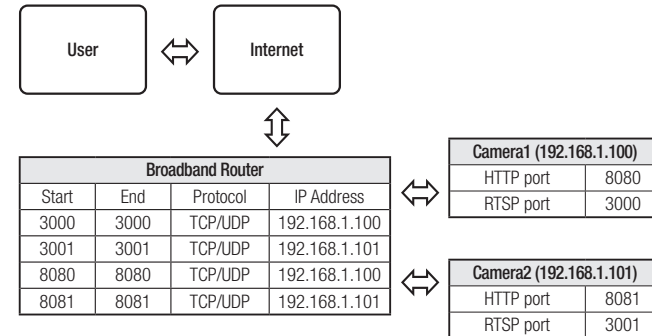 User
Internet
Broadband Router
Start End Protocol IP Address
3000 3000 TCP/UDP 192.168.1.100
3001 3001 TCP/UDP 192.168.1.101
8080 8080 TCP/UDP 192.168.1.100
8081 8081 TCP/UDP 192.168.1.101
Camera1 (192.168.1.100)
HTTP port 8080
RTSP port 3000
Camera2 (192.168.1.101)
HTTP port 8081
RTSP port 3001